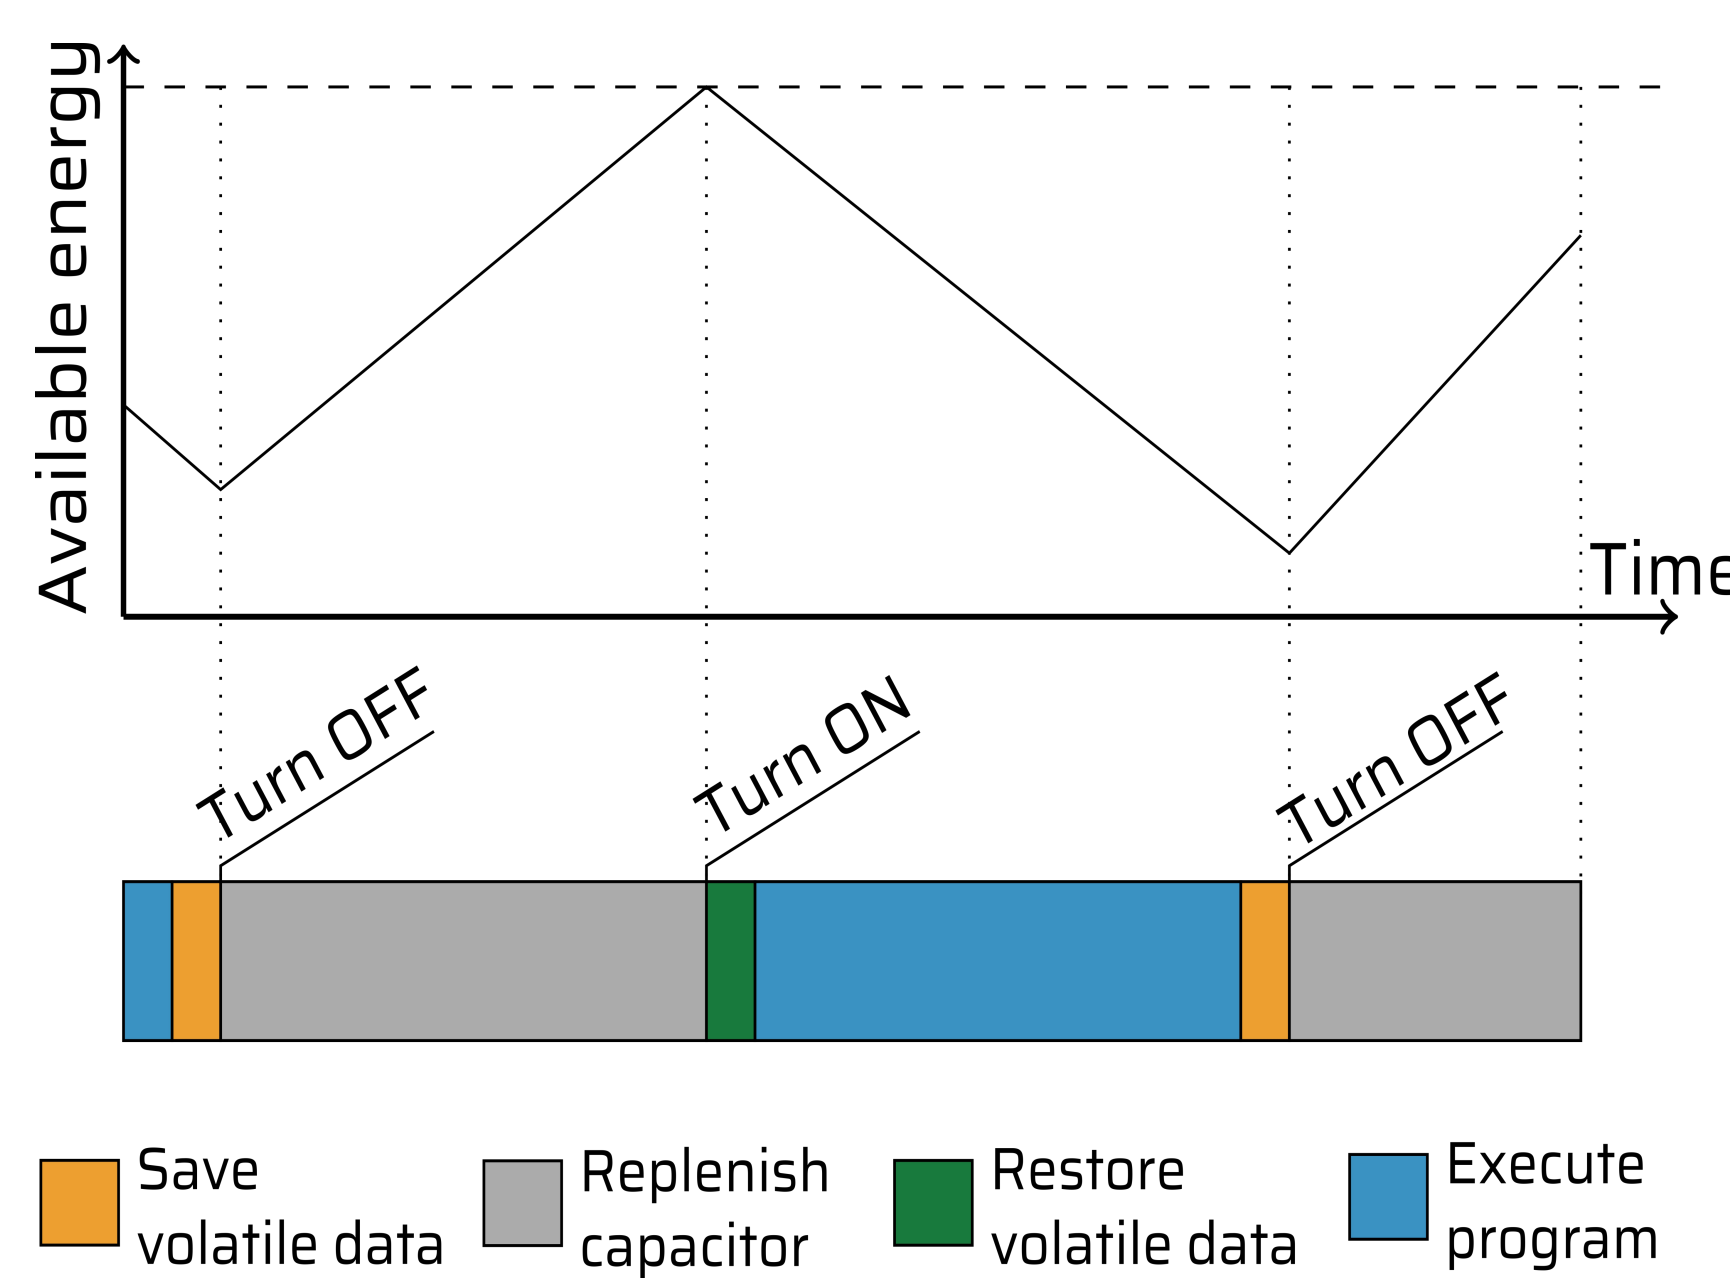 Available energy
Time
Turn OFF
Turn ON
Turn OFF
Save
volatile data
Replenish
capacitor
Restore
volatile data
Execute
program